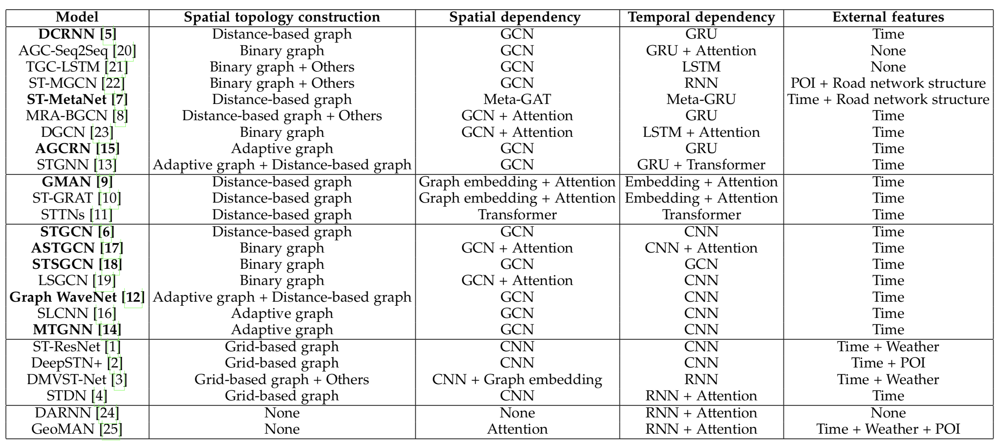 Model Spatial topology construction Spatial dependency Temporal dependency External features
DCRNN [5] Distance-based graph GCN GRU Time
AGC-Seq2Seq [20] Binary graph GCN GRU + Attention None
TGC-LSTM [21] Binary graph + Others GCN LSTM None
ST-MGCN [22] Binary graph + Others GCN RNN POI + Road network structure
ST-MetaNet [7] Distance-based graph Meta-GAT Meta-GRU Time + Road network structure
MRA-BGCN [8] Distance-based graph + Others GCN + Attention GRU Time
DGCN [23] Binary graph GCN + Attention LSTM + Attention Time
AGCRN [15] Adaptive graph GCN GRU Time
STGNN [13] Adaptive graph + Distance-based graph GCN GRU + Transformer Time
GMAN [9] Distance-based graph Graph embedding + Attention Embedding + Attention Time
ST-GRAT [10] Distance-based graph Graph embedding + Attention Embedding + Attention Time
STTNs [11] Distance-based graph Transformer Transformer Time
STGCN [6] Distance-based graph GCN CNN Time
ASTGCN [17] Binary graph GCN + Attention CNN + Attention Time
STSGCN [18] Binary graph GCN GCN Time
LSGCN [19] Binary graph GCN + Attention CNN Time
Graph WaveNet [12] Adaptive graph + Distance-based graph GCN CNN Time
SLCNN [16] Adaptive graph GCN CNN Time
MTGNN [14] Adaptive graph GCN CNN Time
ST-ResNet [1] Grid-based graph CNN CNN Time + Weather
DeepSTN+ [2] Grid-based graph CNN CNN Time + POI
DMVST-Net [3] Grid-based graph + Others CNN + Graph embedding RNN Time + Weather
STDN [4] Grid-based graph CNN RNN + Attention Time
DARNN [24] None None RNN + Attention None
GeoMAN [25] None Attention RNN + Attention Time + Weather + POI